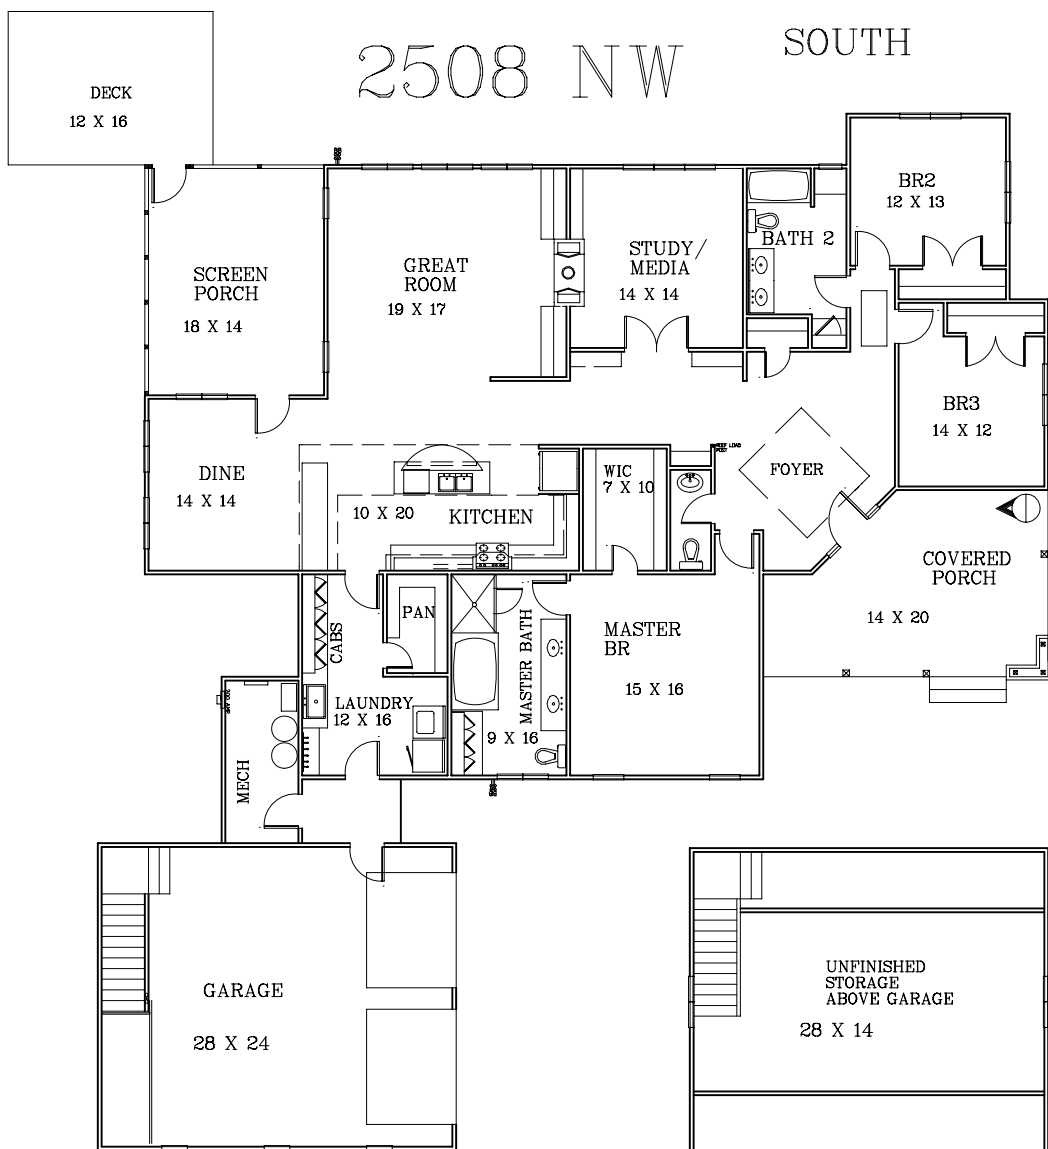 2508 NW
SOUTH
DECK
12 X 16
BR2
12 X 13
BATH 2
STUDY/
MEDIA
14 X 14
GREAT
ROOM
19 X 17
SCREEN
PORCH
18 X 14
BR3
14 X 12
ROOF LOAD
POST
FOYER
WIC
7 X 10
DINE
14 X 14
10 X 20
KITCHEN
COVERED
PORCH
14 X 20
PAN
CABS
MASTER BATH
9 X 16
MASTER
BR
15 X 16
LAUNDRY
12 X 16
MECH
GARAGE
28 X 24
UNFINISHED
STORAGE
ABOVE GARAGE
28 X 14